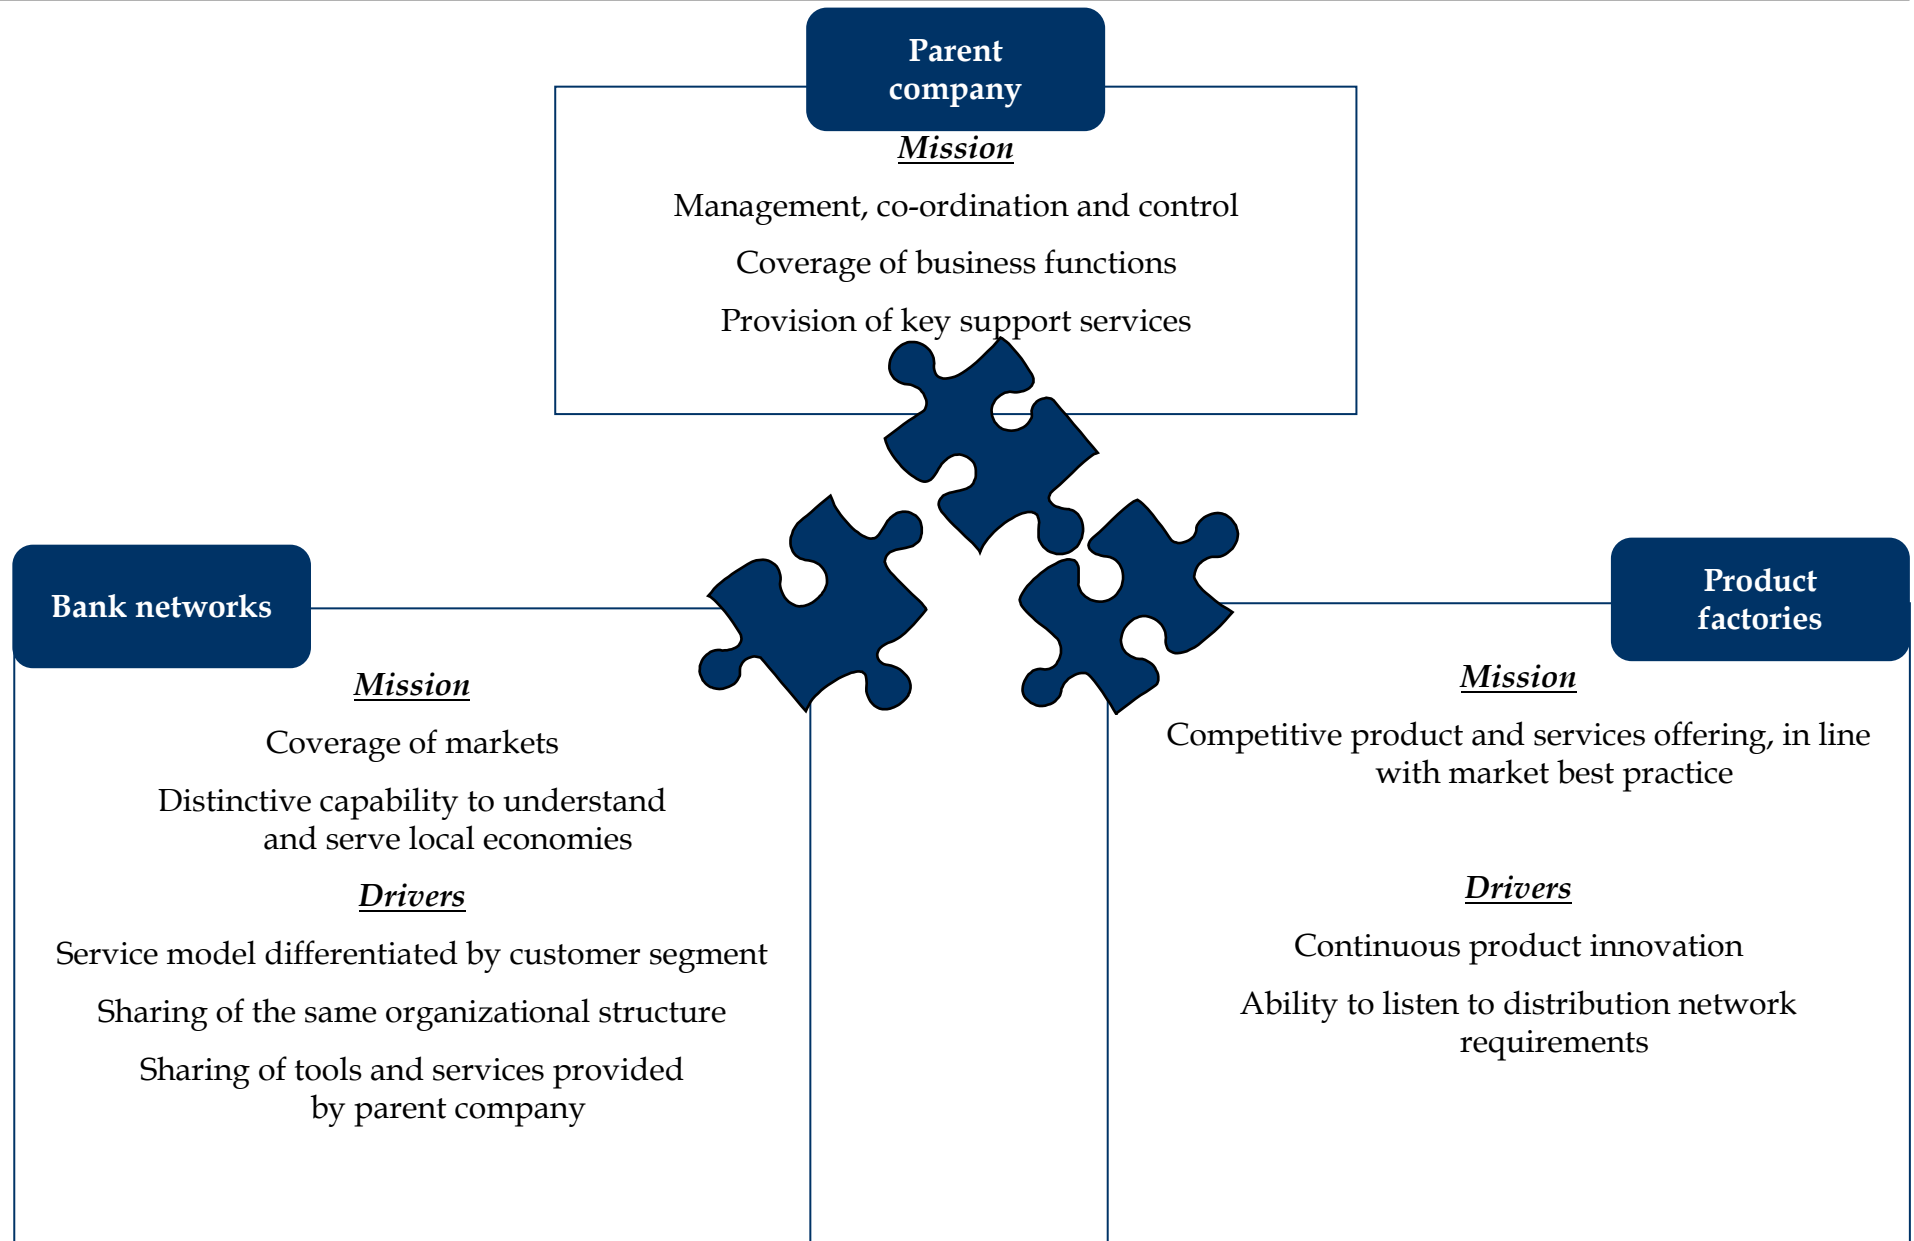 Parent
company
Mission
Management, co-ordination and control
Coverage of business functions
Provision of key support services
Bank networks
Mission
Coverage of markets
Distinctive capability to understand
and serve local economies
Drivers
Service model differentiated by customer segment
Sharing of the same organizational structure
Sharing of tools and services provided
by parent company
Product
factories
Mission
Competitive product and services offering, in line
with market best practice
Drivers
Continuous product innovation
Ability to listen to distribution network
requirements